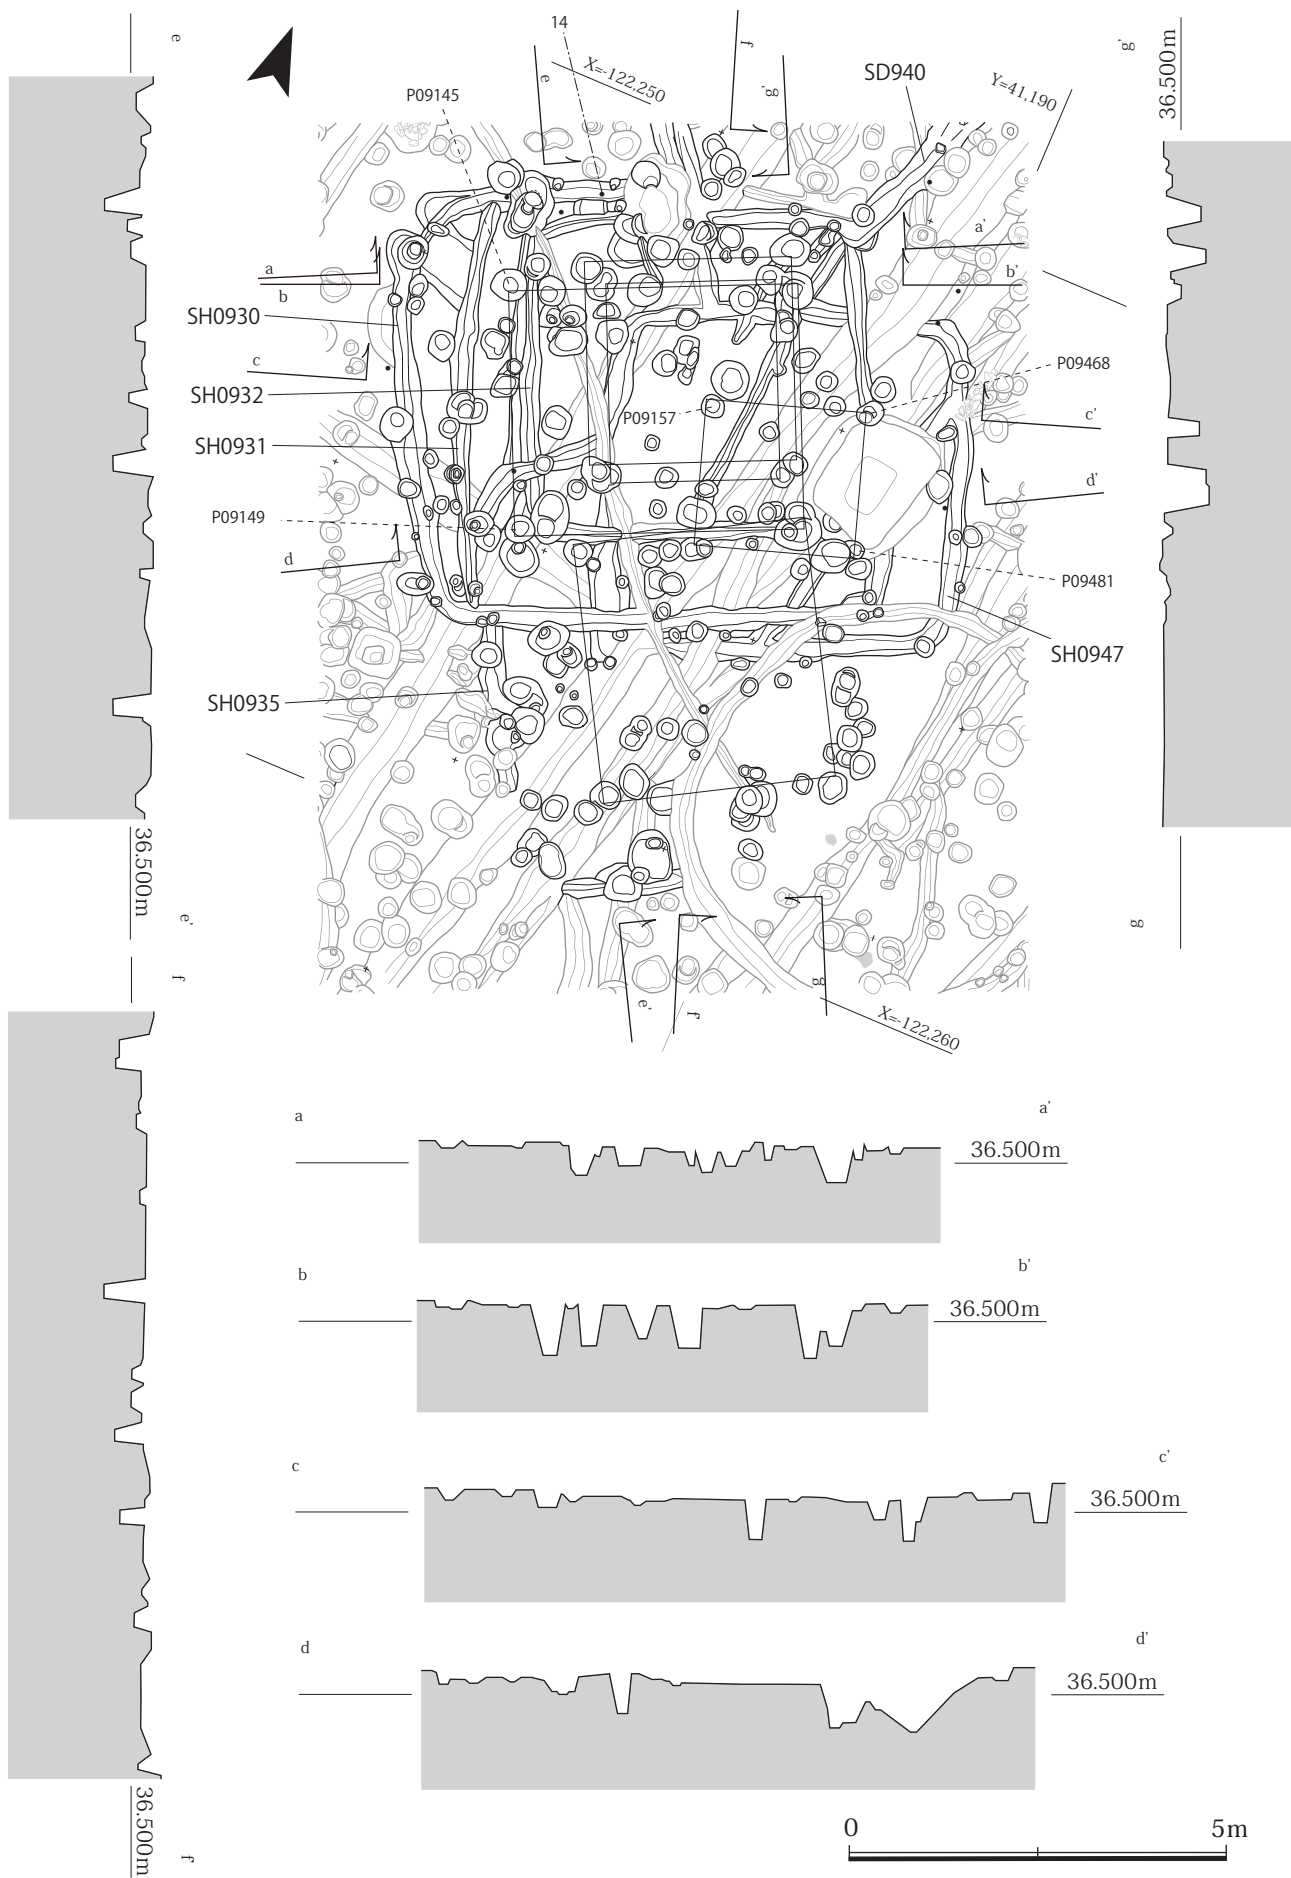 e
14
f
g'
g'
36.500m
SD940
X=-122,250
Y=41,190
P09145
e
a
a'
b
b'
SH0930
c
P09468
SH0932
P09157
c'
SH0931
d'
P09149
d
P09481
SH0947
SH0935
36.500m
e'
g
f
g
e'
f'
X=-122,260
a
a'
36.500m
b
b'
36.500m
c
c'
36.500m
d
d'
36.500m
36.500m
f'
0
5m